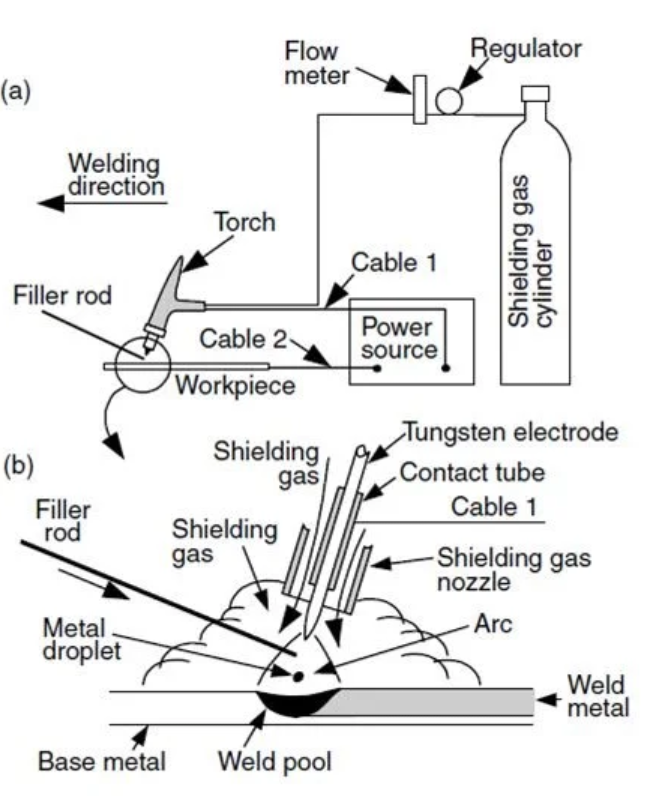 (a)
Flow
meter
Regulator
Welding
direction
Torch
Shielding gas
cylinder
Cable 1
Filler rod
Power
source
Cable 2
Workpiece
(b)
Tungsten electrode
Shielding
gas
Contact tube
Cable 1
Filler
rod
Shielding
gas
Shielding gas
nozzle
Metal
droplet
Arc
Weld
metal
Base metal
Weld pool